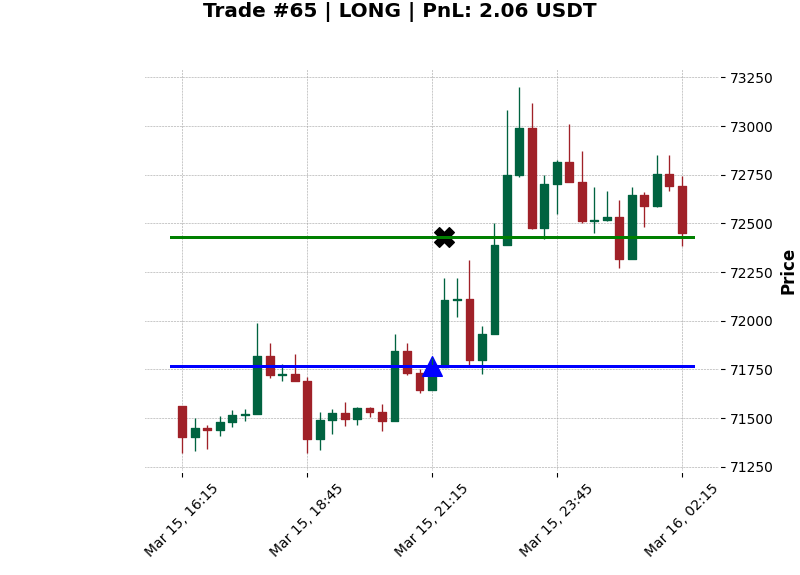 Trade #65 | LONG | PnL: 2.06 USDT
73250
73000
72750
72500
72250
72000
71750
71500
71250
Price
Mar 15, 16:15
Mar 15, 18:45
Mar 15, 21:15
Mar 15, 23:45
Mar 16, 02:15